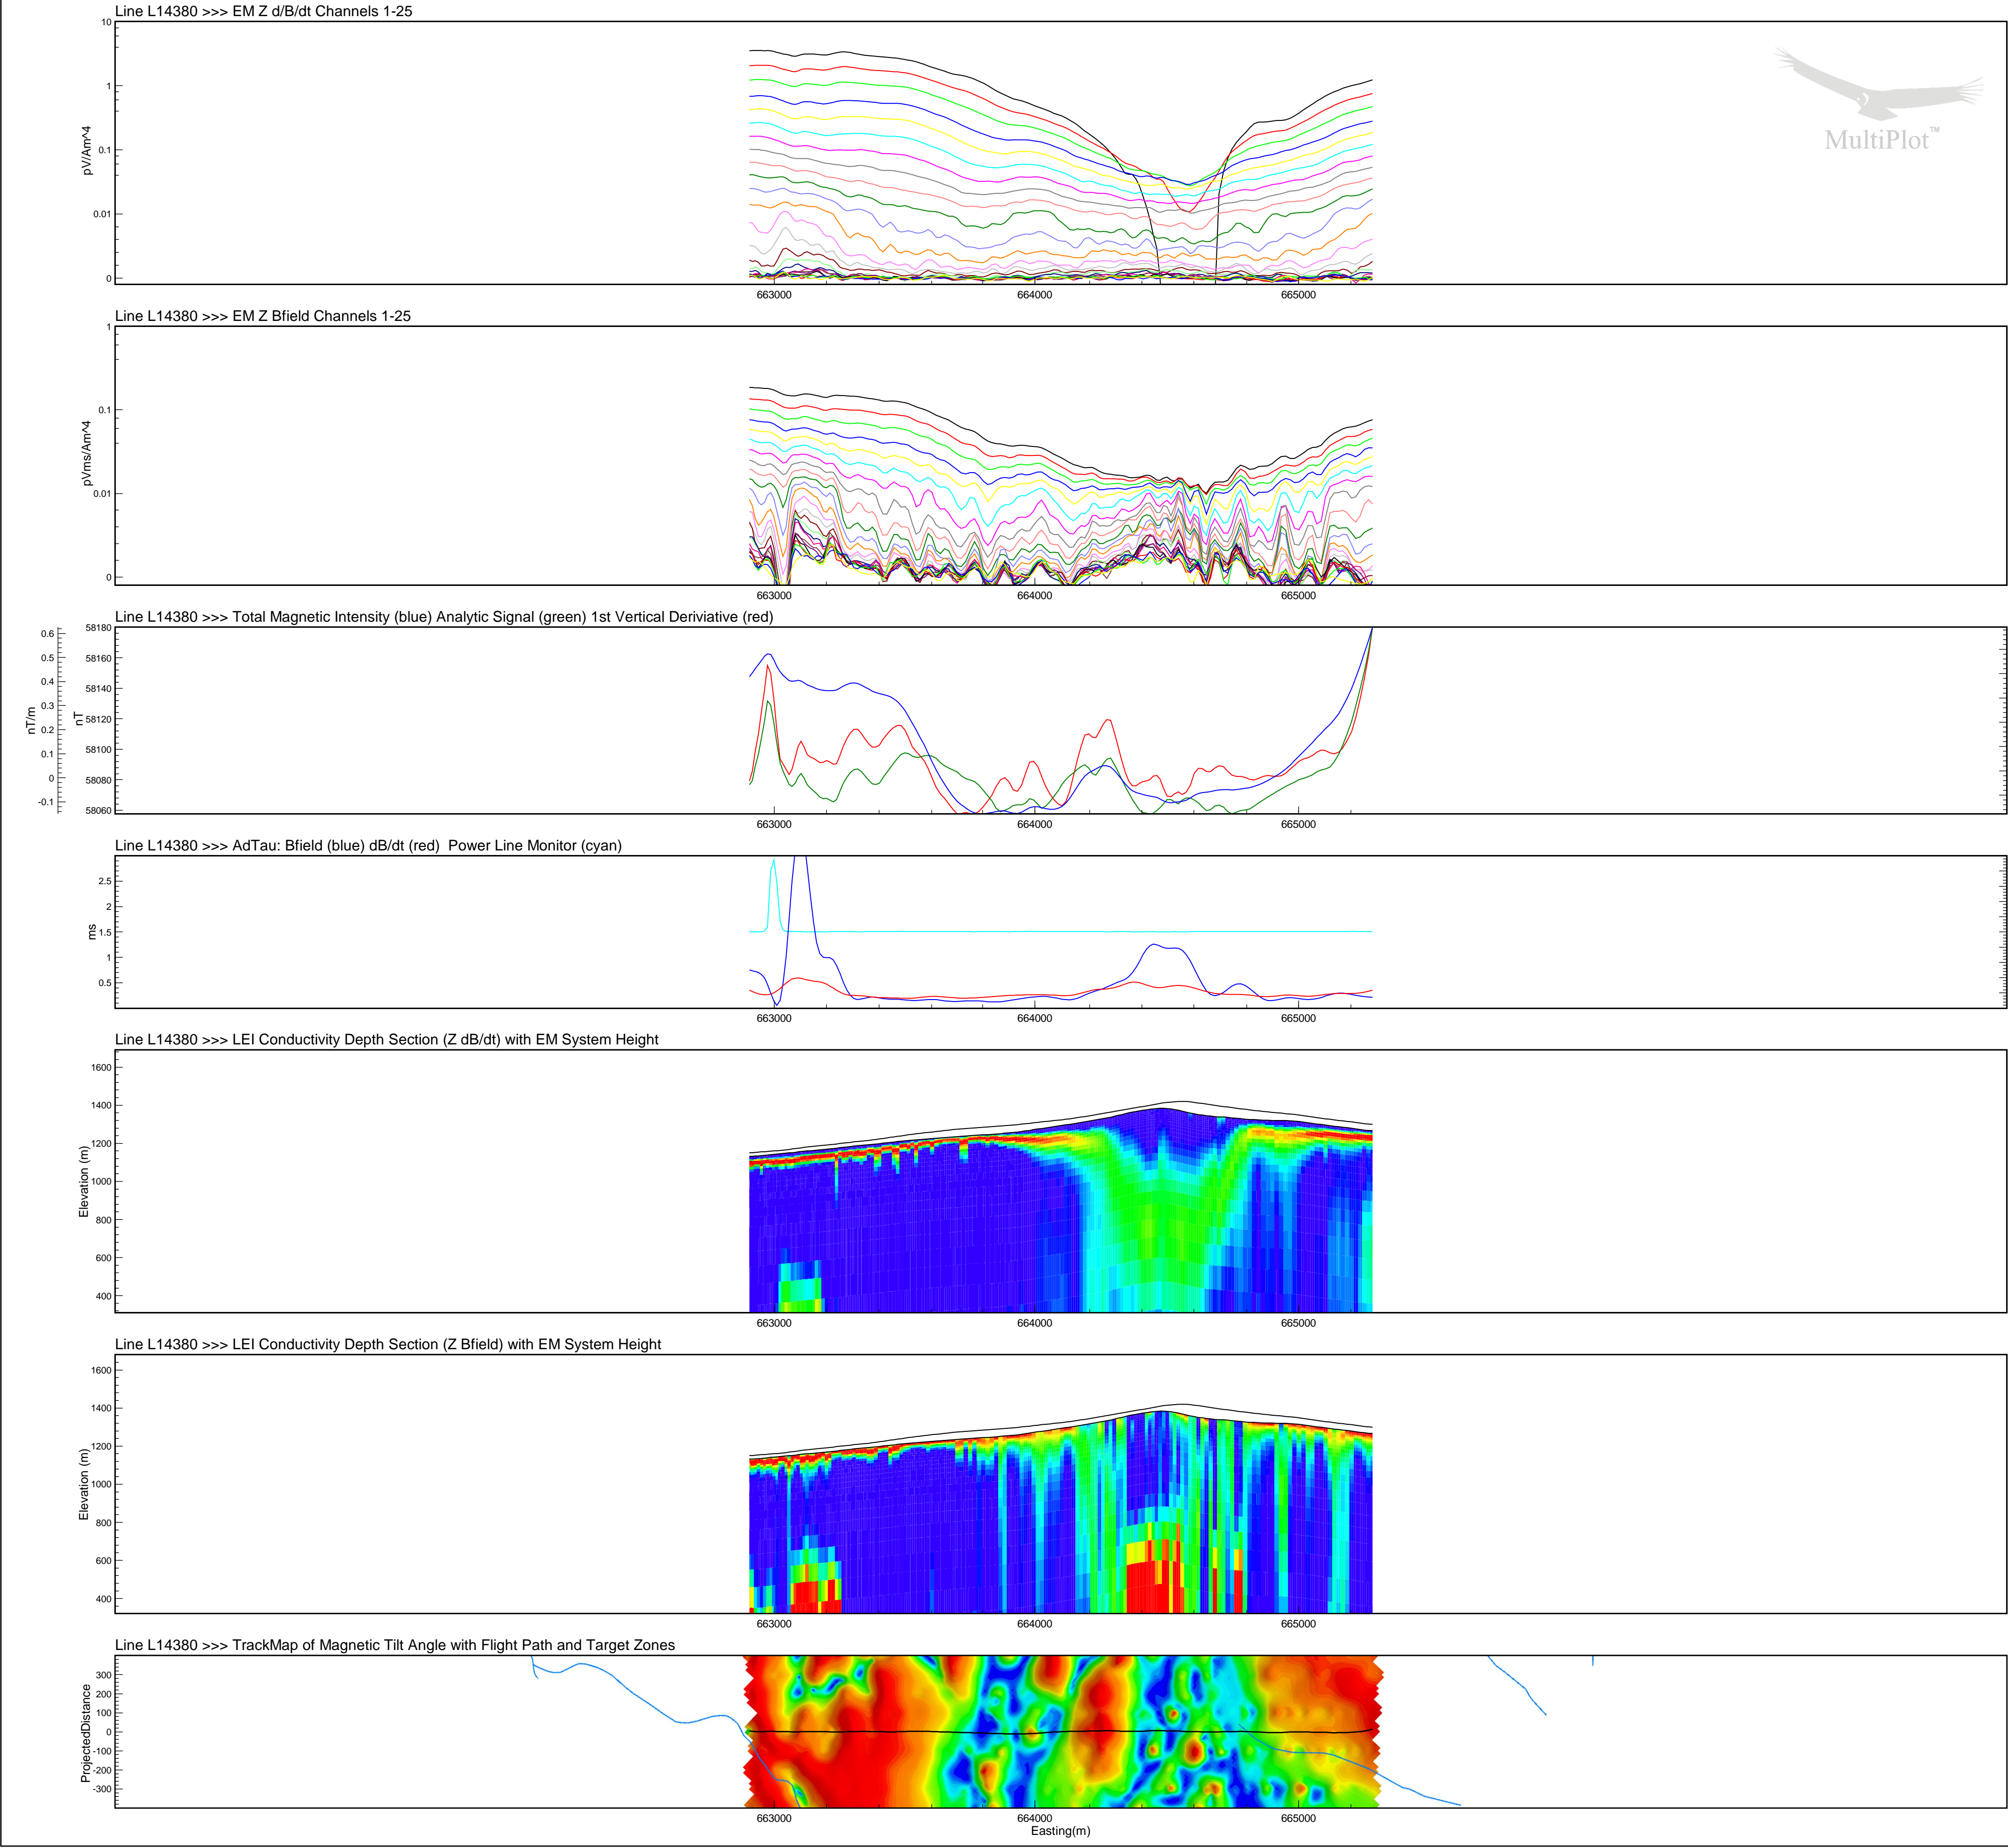 Line L14380 >>> EM Z d/B/dt Channels 1-25
10
1
0.1
0.01
0
pV/Am^4
MultiPlot™
663000 664000 665000
Line L14380 >>> EM Z Bfield Channels 1-25
1
0.1
0.01
0
pVms/Am^4
663000 664000 665000
Line L14380 >>> Total Magnetic Intensity (blue) Analytic Signal (green) 1st Vertical Deriviative (red)
0.6
0.5
0.4
0.3
0.2
0.1
0
-0.1
nT/m
58180
58160
58140
58120
58100
58080
58060
nT
663000 664000 665000
Line L14380 >>> AdTau: Bfield (blue) dB/dt (red) Power Line Monitor (cyan)
2.5
2
1.5
1
0.5
ms
663000 664000 665000
Line L14380 >>> LEI Conductivity Depth Section (Z dB/dt) with EM System Height
1600
1400
1200
1000
800
600
400
Elevation (m)
663000 664000 665000
Line L14380 >>> LEI Conductivity Depth Section (Z Bfield) with EM System Height
1600
1400
1200
1000
800
600
400
Elevation (m)
663000 664000 665000
Line L14380 >>> TrackMap of Magnetic Tilt Angle with Flight Path and Target Zones
300
200
100
0
-100
-200
-300
ProjectedDistance
663000 664000 665000
Easting(m)